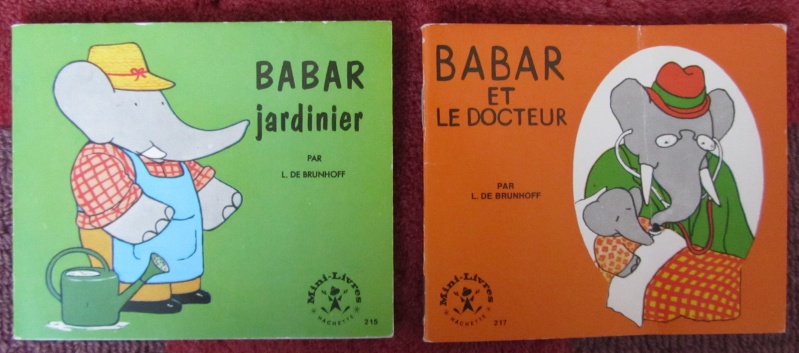 BABAR
jardinier
PAR
L. DE BRUNHOFF
Mini-Livres
HACHETTE
215
BABAR
ET
LE DOCTEUR
PAR
L. DE BRUNHOFF
Mini-Livres
HACHETTE
217